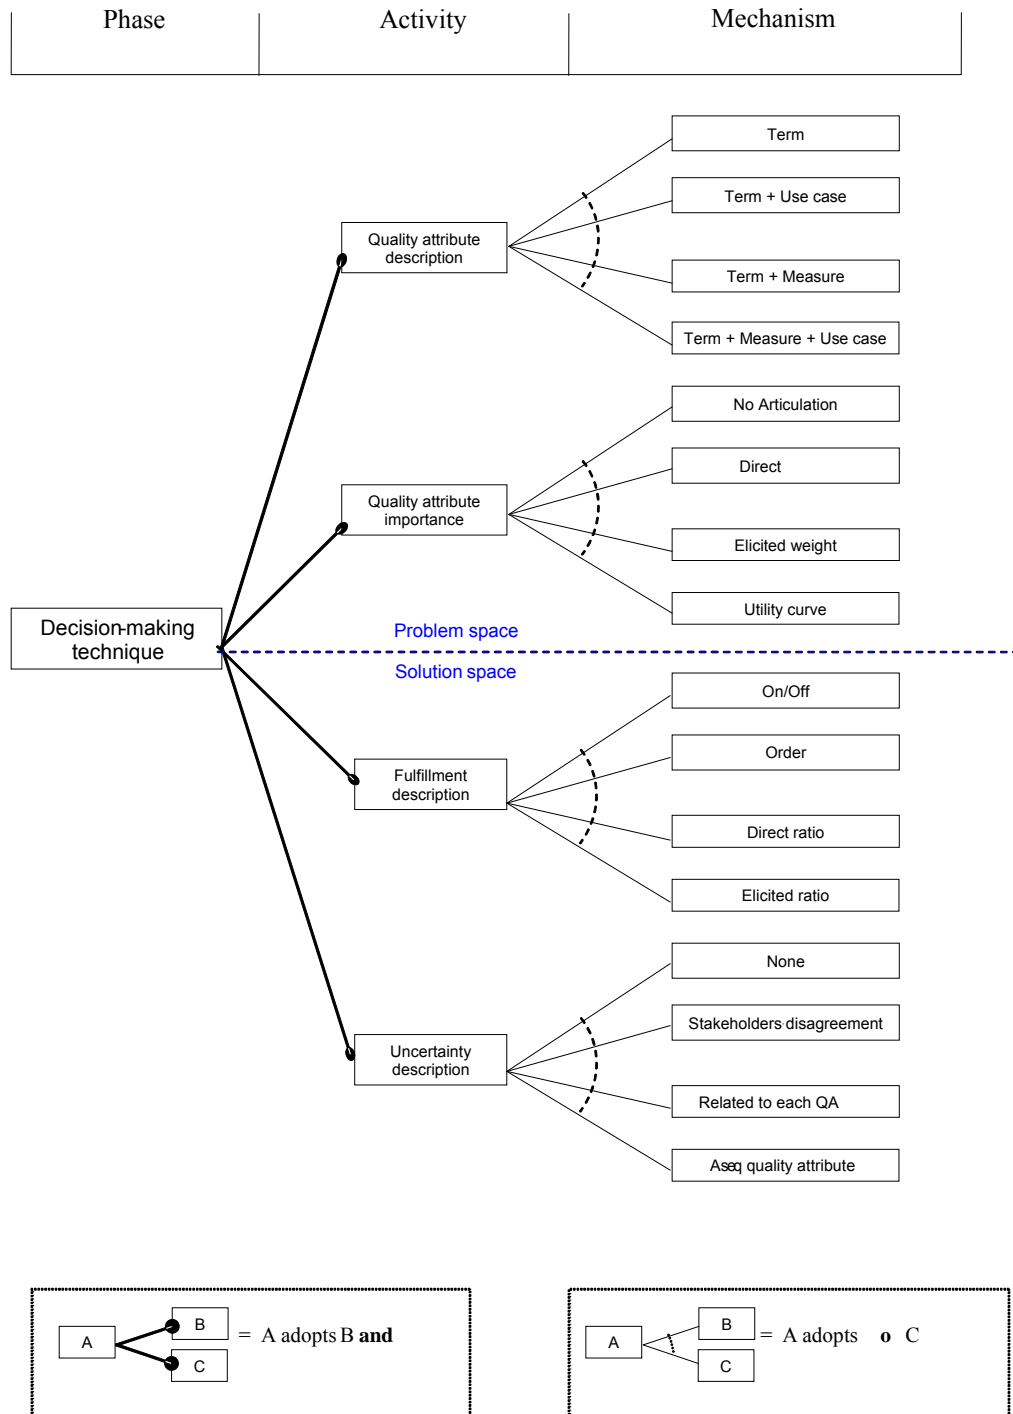 Phase Activity Mechanism
Term
Term + Use case
Quality attribute
description
Term + Measure
Term + Measure + Use case
No Articulation
Direct
Quality attribute
importance
Elicited weight
Utility curve
Decision-making
technique
Problem space
Solution space
On/Off
Order
Fulfillment
description
Direct ratio
Elicited ratio
None
Stakeholders disagreement
Uncertainty
description
Related to each QA
Aseq quality attribute
A
B
C
= A adopts B and
A
B
C
= A adopts o C